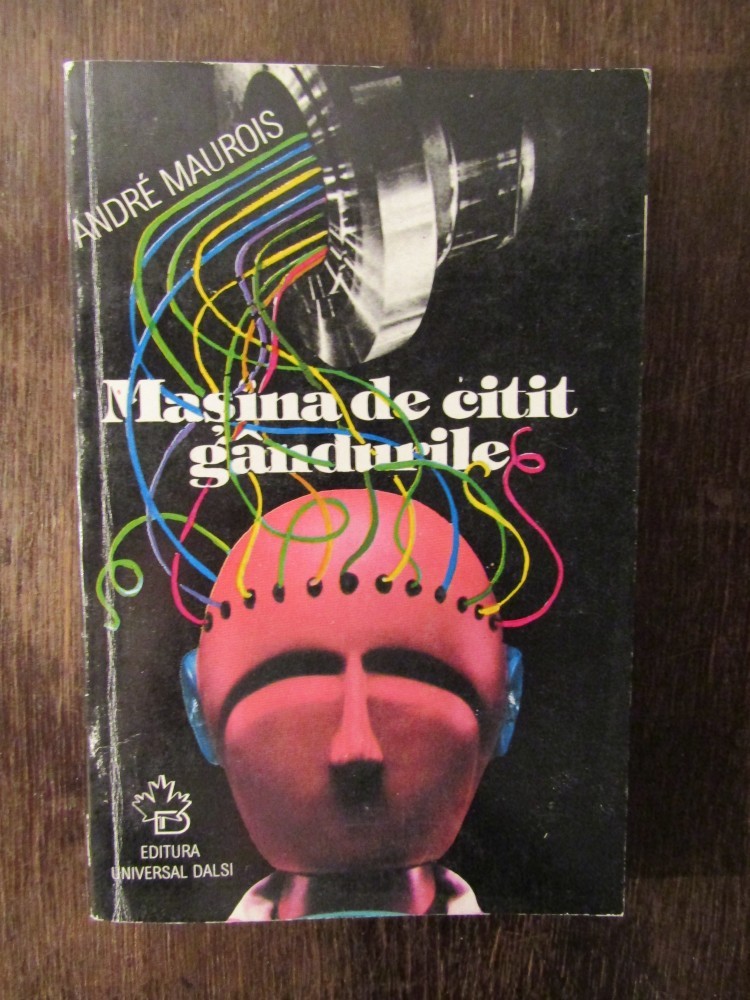 ANDRÉ MAUROIS
Mașina de citit
gândurile
EDITURA
UNIVERSAL DALSI